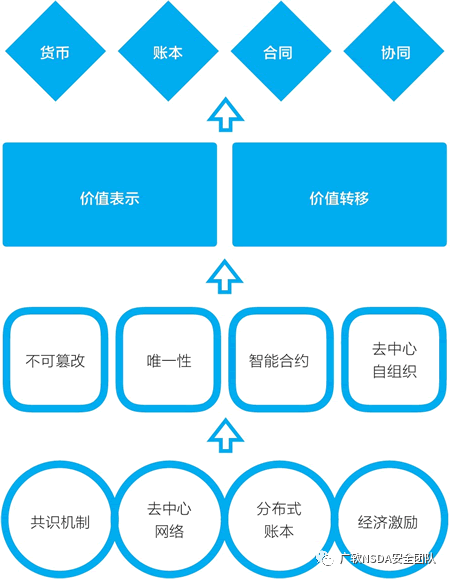 货币
账本
合同
协同
价值表示
价值转移
不可篡改
唯一性
智能合约
去中心
自组织
共识机制
去中心
网络
分布式
账本
经济激励
广软NSDA安全团队